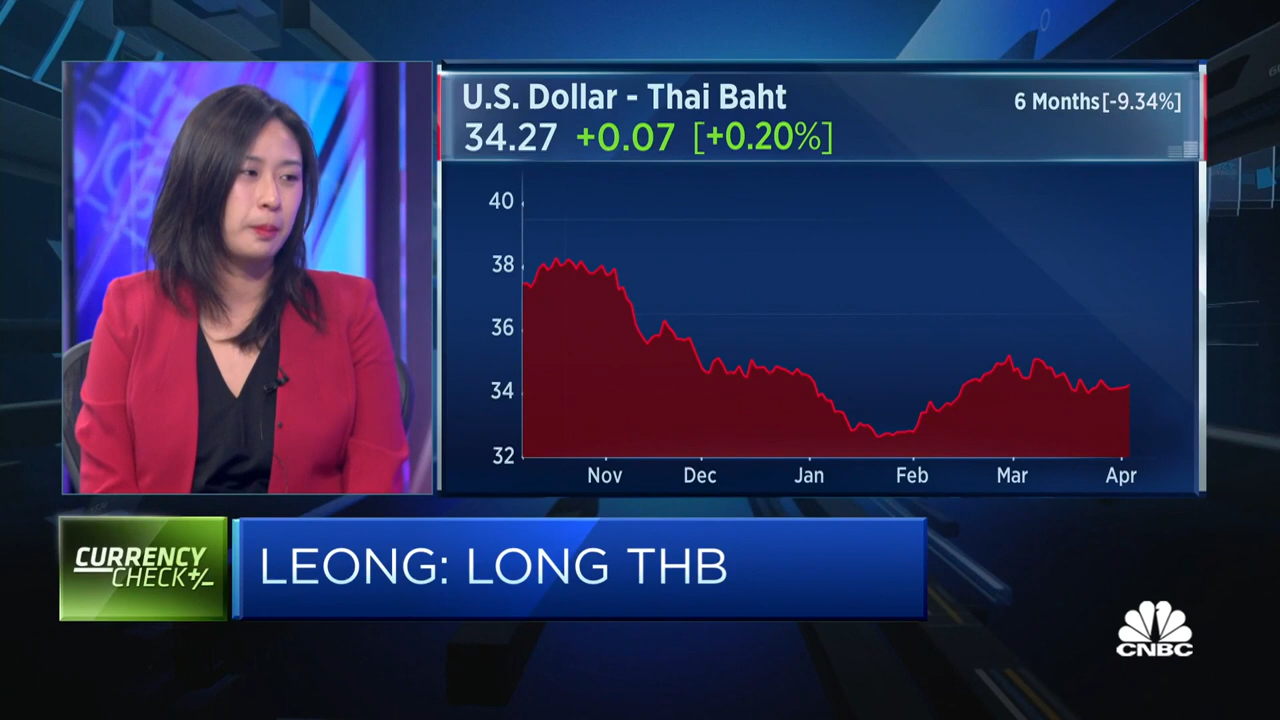 U.S. Dollar - Thai Baht
6 Months[-9.34%]
34.27 +0.07 [+0.20%]
40
38
36
34
32
Nov Dec Jan Feb Mar Apr
CURRENCY
CHECK+/-
LEONG: LONG THB
CNBC